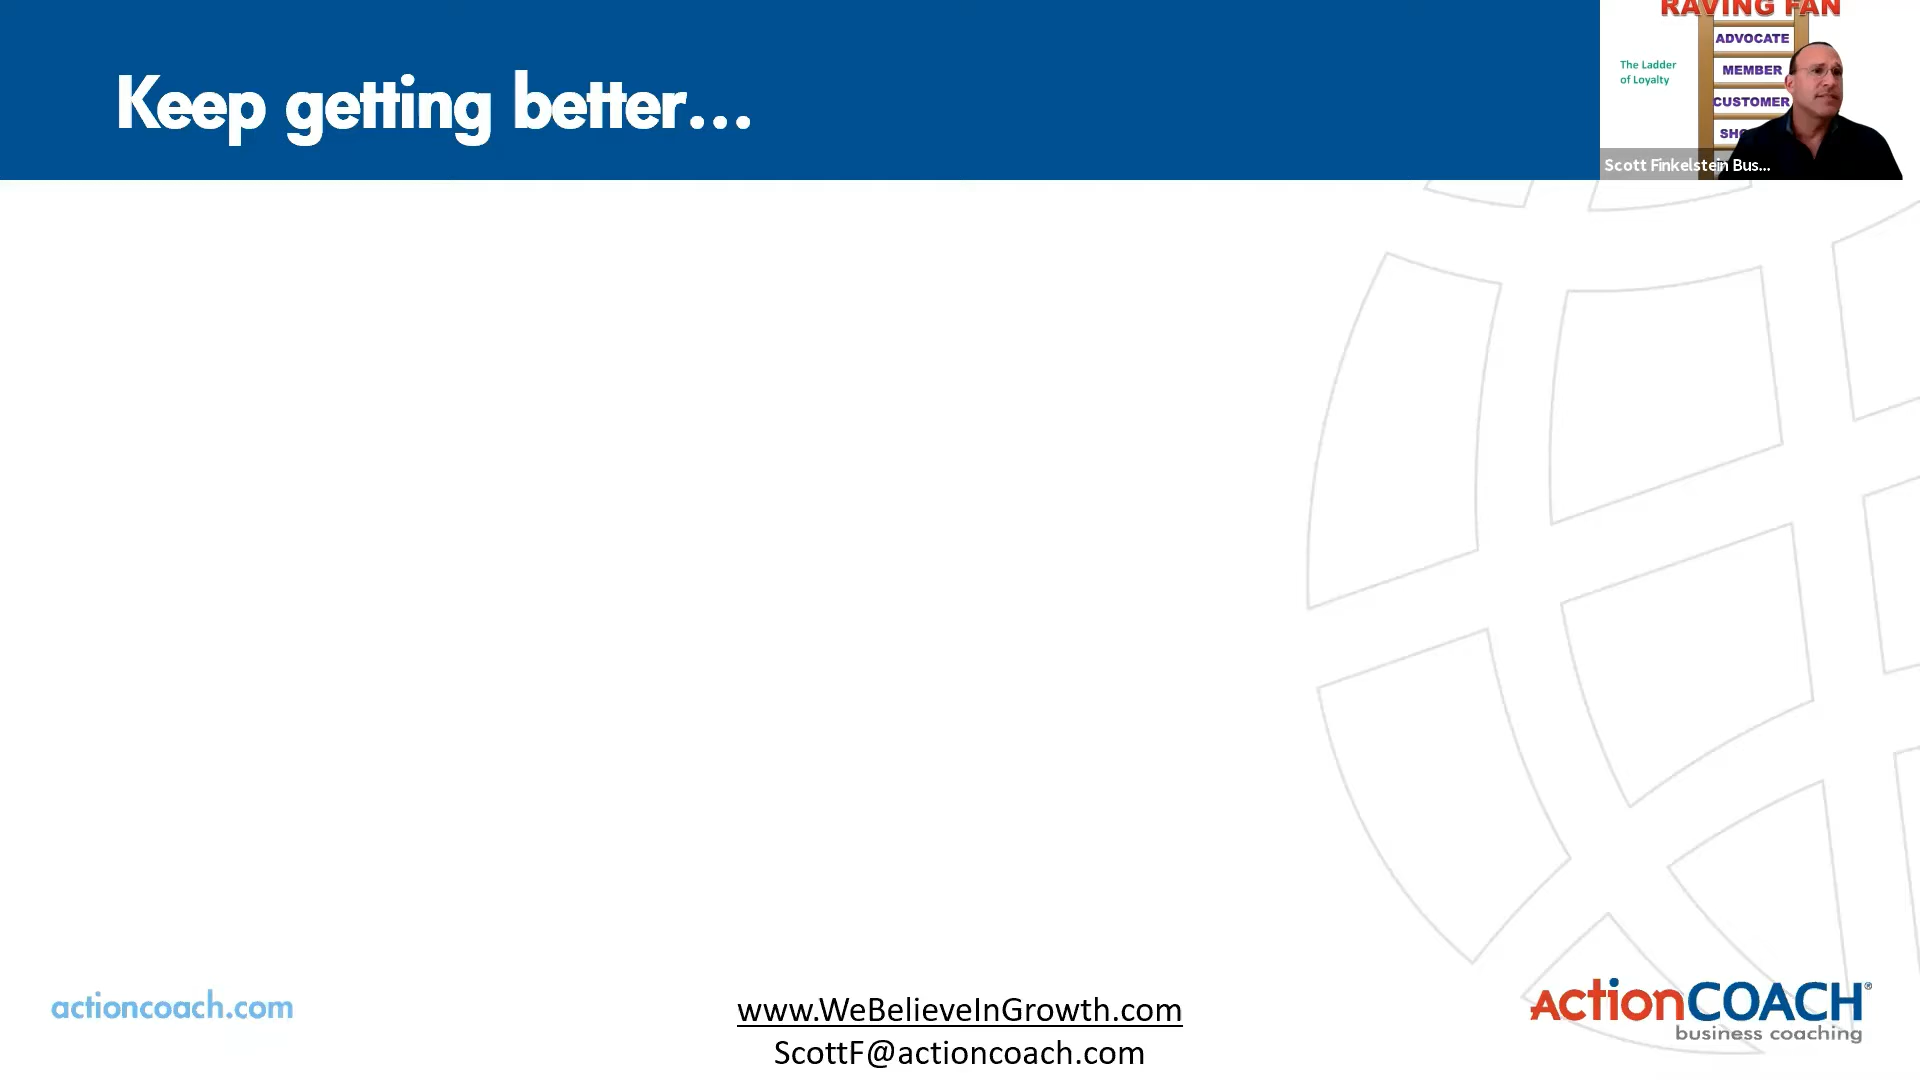 Keep getting better...
RAVING FAN
ADVOCATE
The Ladder
of Loyalty
MEMBER
CUSTOMER
Scott Finkelstein Bus...
actioncoach.com
www.WeBelieveInGrowth.com
ScottF@actioncoach.com
ActionCOACH®
business coaching